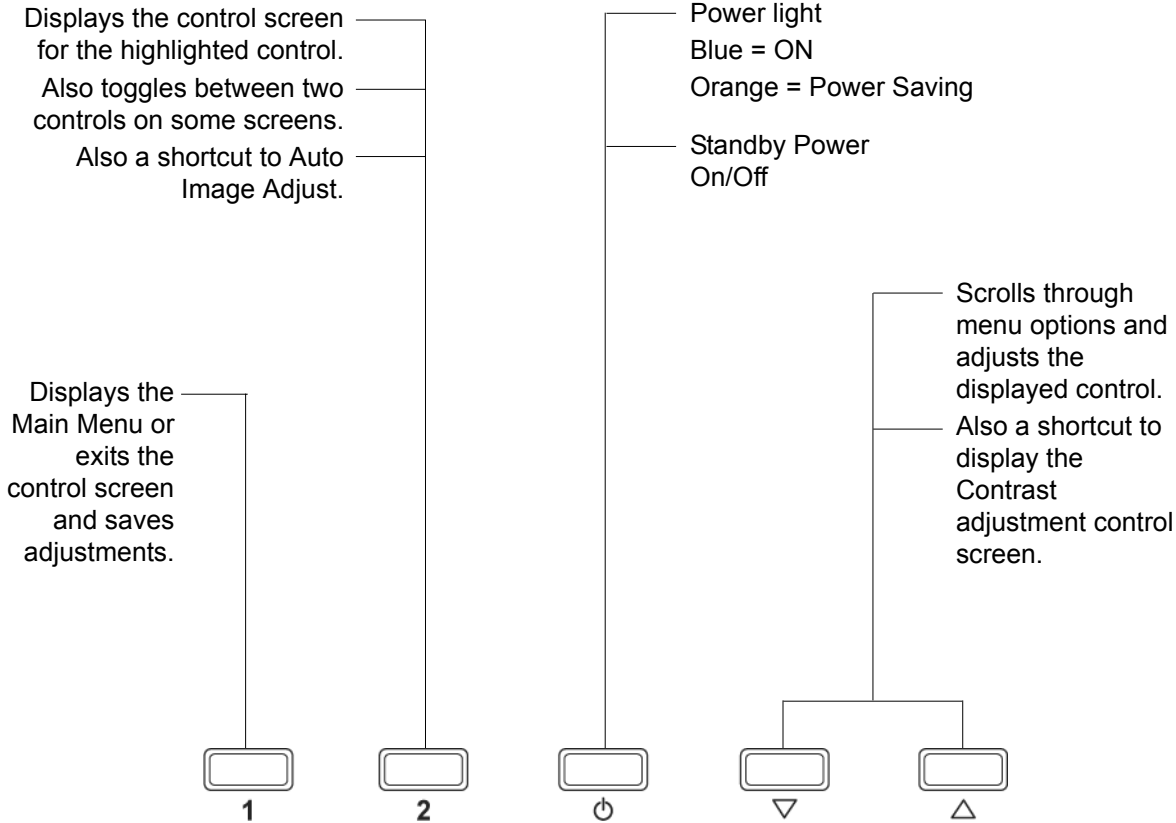 Displays the control screen
for the highlighted control.
Also toggles between two
controls on some screens.
Also a shortcut to Auto
Image Adjust.
Power light
Blue = ON
Orange = Power Saving
Standby Power
On/Off
Scrolls through
menu options and
adjusts the
displayed control.
Also a shortcut to
display the
Contrast
adjustment control
screen.
Displays the
Main Menu or
exits the
control screen
and saves
adjustments.
1
2